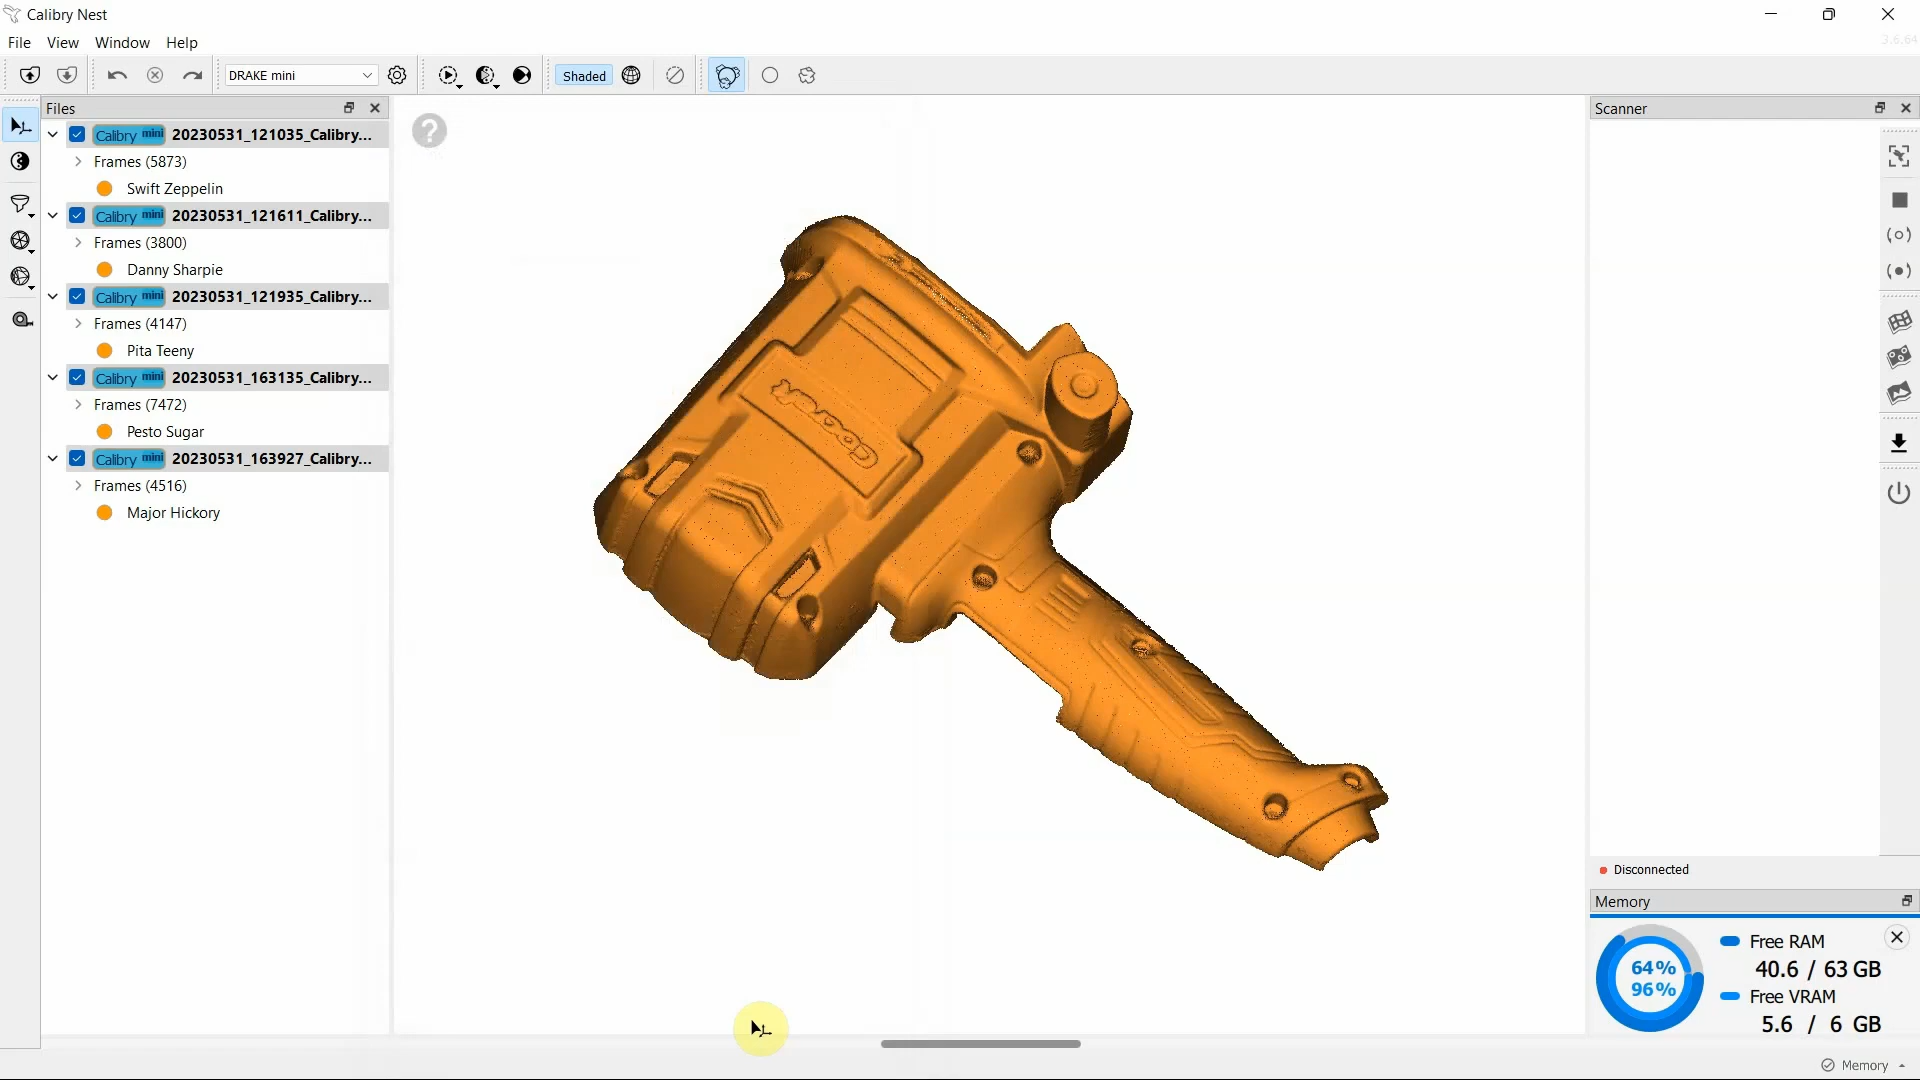 Calibry Nest
File View Window Help
3.6.64
DRAKE mini
Shaded
Files
Calibry mini 20230531_121035_Calibry...
Frames (5873)
Swift Zeppelin
Calibry mini 20230531_121611_Calibry...
Frames (3800)
Danny Sharpie
Calibry mini 20230531_121935_Calibry...
Frames (4147)
Pita Teeny
Calibry mini 20230531_163135_Calibry...
Frames (7472)
Pesto Sugar
Calibry mini 20230531_163927_Calibry...
Frames (4516)
Major Hickory
?
Scanner
Disconnected
Memory
64%
96%
Free RAM
40.6 / 63 GB
Free VRAM
5.6 / 6 GB
Memory